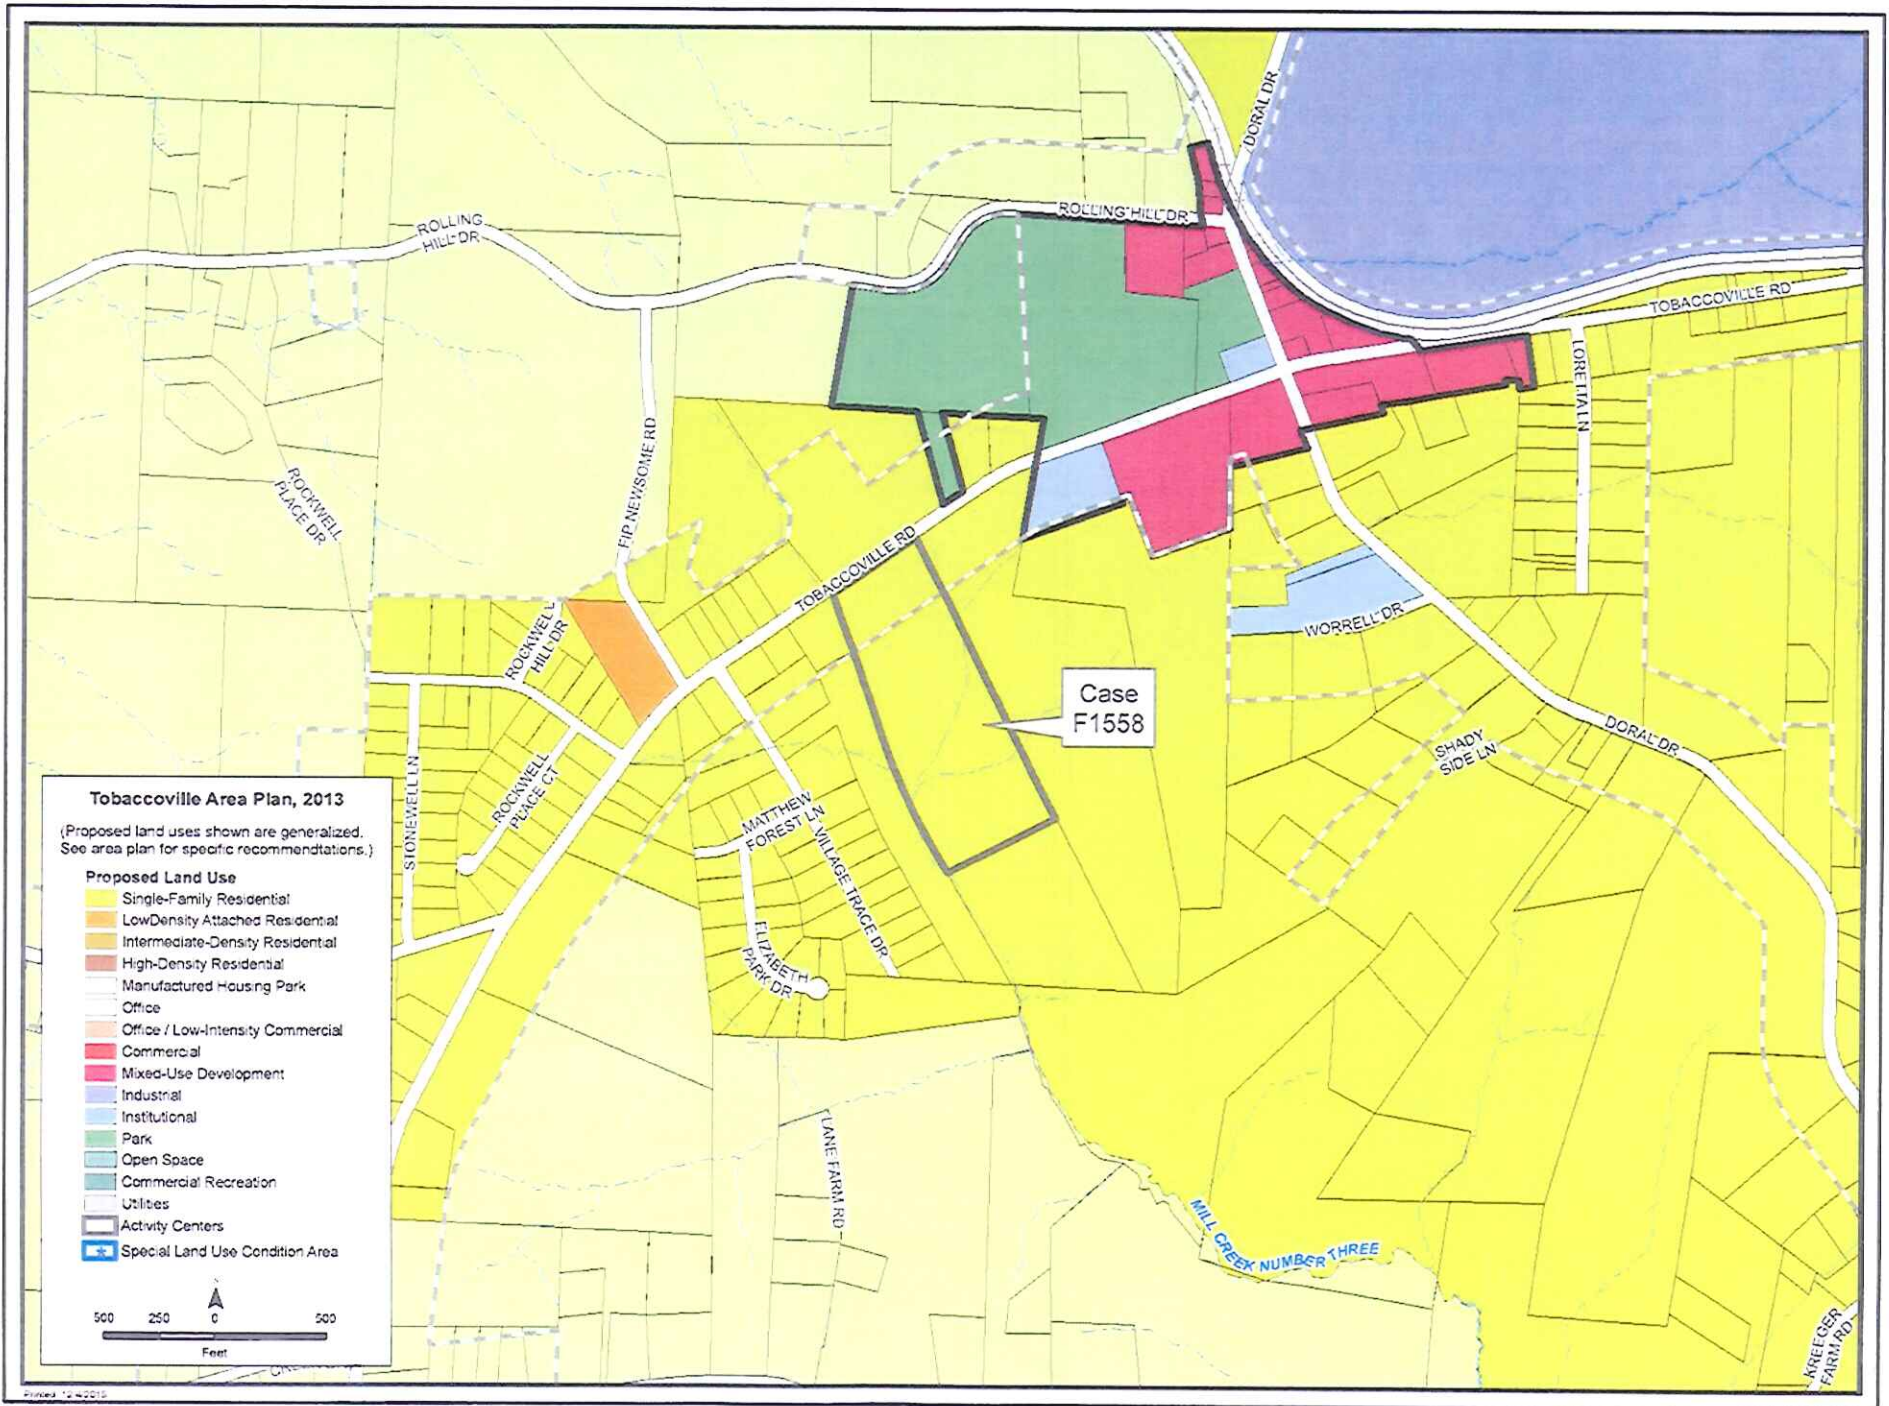 DORAL DR
ROLLING HILL DR
ROLLING
HILL DR
TOBACCOVILLE RD
LORETA LN
FIP NEWSOME RD
ROCKWELL
PLACE DR
TOBACCOVILLE RD
ROCKWELL
HILL DR
WORRELL DR
Case
F1558
DORAL DR
SHADY
SIDE LN
STONEWELL LN
ROCKWELL
PLACE CT
MATTHEW
FOREST LN
VILLAGE TRACE DR
ELIZABETH
PARK DR
LANE FARM RD
MILL CREEK NUMBER THREE
KREEGER
FARM RD
Tobaccoville Area Plan, 2013
(Proposed land uses shown are generalized.
See area plan for specific recommendtations.)
Proposed Land Use
Single-Family Residential
LowDensity Attached Residential
Intermediate-Density Residential
High-Density Residential
Manufactured Housing Park
Office
Office / Low-Intensity Commercial
Commercial
Mixed-Use Development
Industrial
Institutional
Park
Open Space
Commercial Recreation
Utilities
Activity Centers
Special Land Use Condition Area
500 250 0 500
Feet